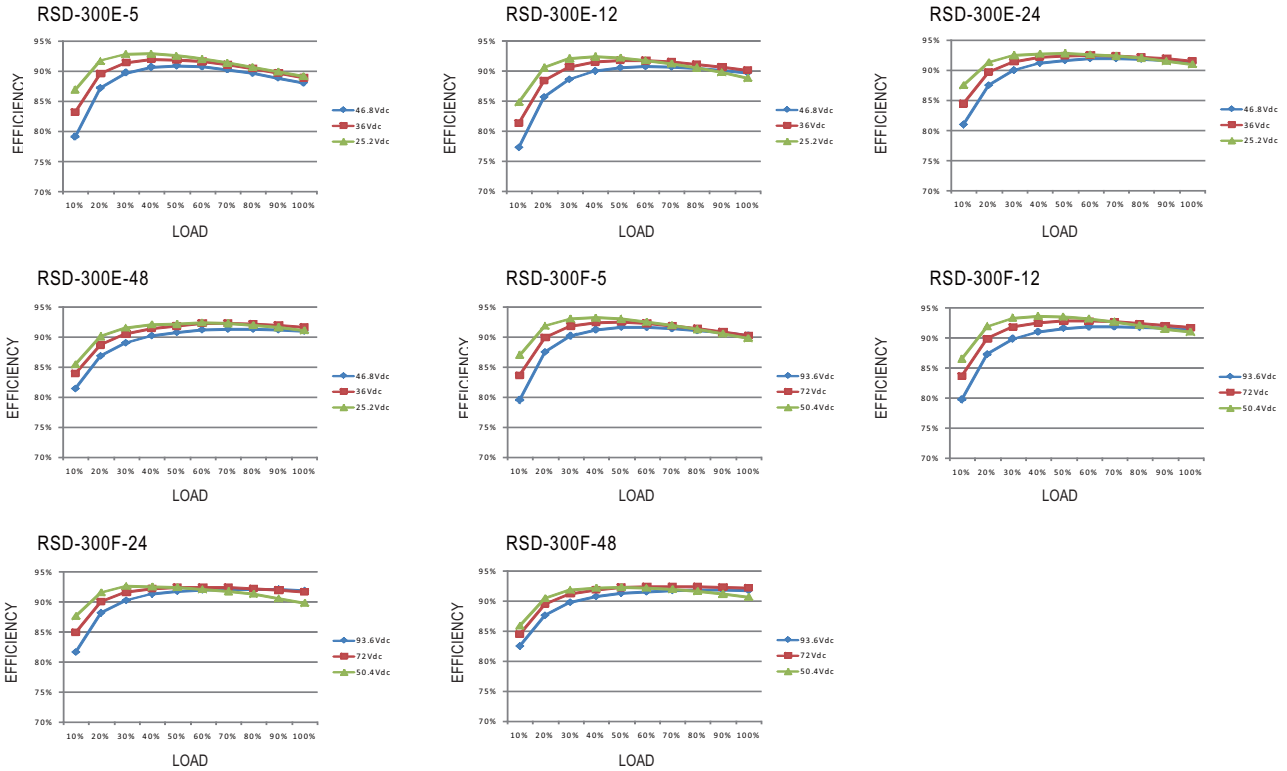 RSD-300E-5
95%
90%
85%
80%
75%
70%
10% 20% 30% 40% 50% 60% 70% 80% 90% 100%
EFFICIENCY
LOAD
46.8Vdc
36Vdc
25.2Vdc
RSD-300E-12
95%
90%
85%
80%
75%
70%
10% 20% 30% 40% 50% 60% 70% 80% 90% 100%
EFFICIENCY
LOAD
46.8Vdc
36Vdc
25.2Vdc
RSD-300E-24
95%
90%
85%
80%
75%
70%
10% 20% 30% 40% 50% 60% 70% 80% 90% 100%
EFFICIENCY
LOAD
46.8Vdc
36Vdc
25.2Vdc
RSD-300E-48
95%
90%
85%
80%
75%
70%
10% 20% 30% 40% 50% 60% 70% 80% 90% 100%
EFFICIENCY
LOAD
46.8Vdc
36Vdc
25.2Vdc
RSD-300F-5
95%
90%
85%
80%
75%
70%
10% 20% 30% 40% 50% 60% 70% 80% 90% 100%
EFFICIENCY
LOAD
93.6Vdc
72Vdc
50.4Vdc
RSD-300F-12
95%
90%
85%
80%
75%
70%
10% 20% 30% 40% 50% 60% 70% 80% 90% 100%
EFFICIENCY
LOAD
93.6Vdc
72Vdc
50.4Vdc
RSD-300F-24
95%
90%
85%
80%
75%
70%
10% 20% 30% 40% 50% 60% 70% 80% 90% 100%
EFFICIENCY
LOAD
93.6Vdc
72Vdc
50.4Vdc
RSD-300F-48
95%
90%
85%
80%
75%
70%
10% 20% 30% 40% 50% 60% 70% 80% 90% 100%
EFFICIENCY
LOAD
93.6Vdc
72Vdc
50.4Vdc